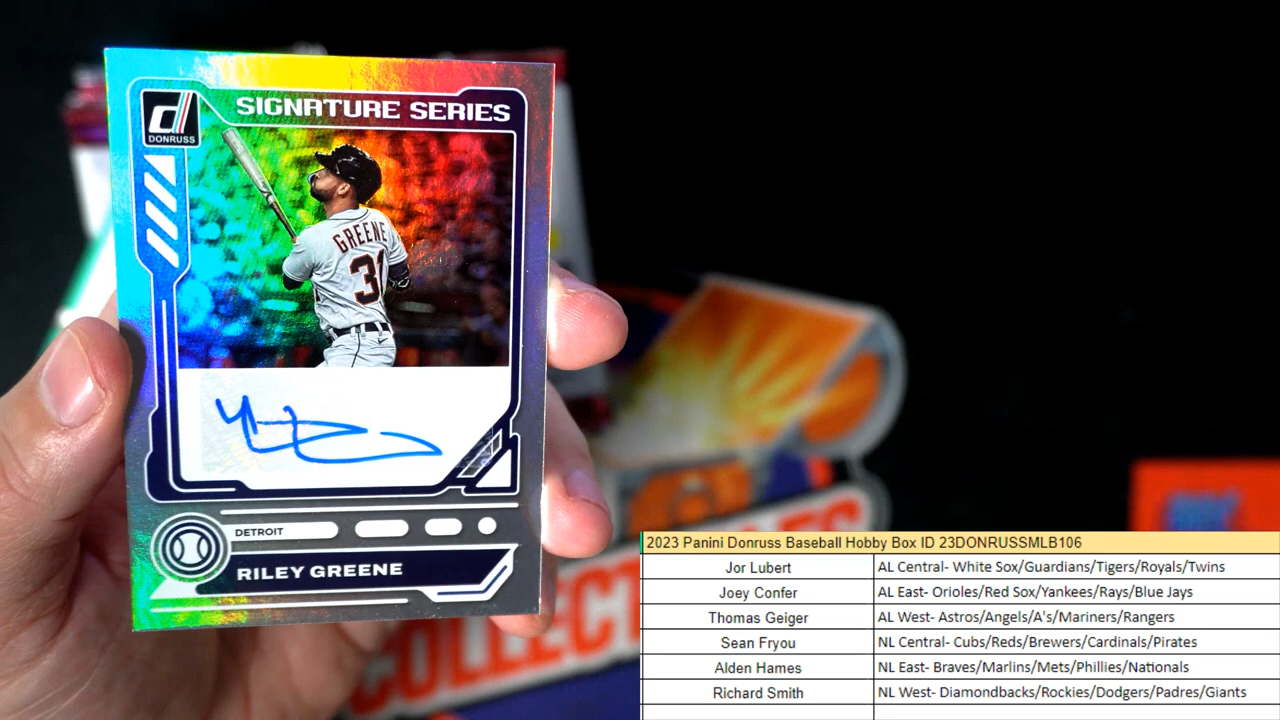 SIGNATURE SERIES
DONRUSS
GREENE
31
DETROIT
RILEY GREENE
COLLECT
2023 Panini Donruss Baseball Hobby Box ID 23DONRUSSMLB106
Jor Lubert AL Central- White Sox/Guardians/Tigers/Royals/Twins
Joey Confer AL East- Orioles/Red Sox/Yankees/Rays/Blue Jays
Thomas Geiger AL West- Astros/Angels/A's/Mariners/Rangers
Sean Fryou NL Central- Cubs/Reds/Brewers/Cardinals/Pirates
Alden Hames NL East- Braves/Marlins/Mets/Phillies/Nationals
Richard Smith NL West- Diamondbacks/Rockies/Dodgers/Padres/Giants